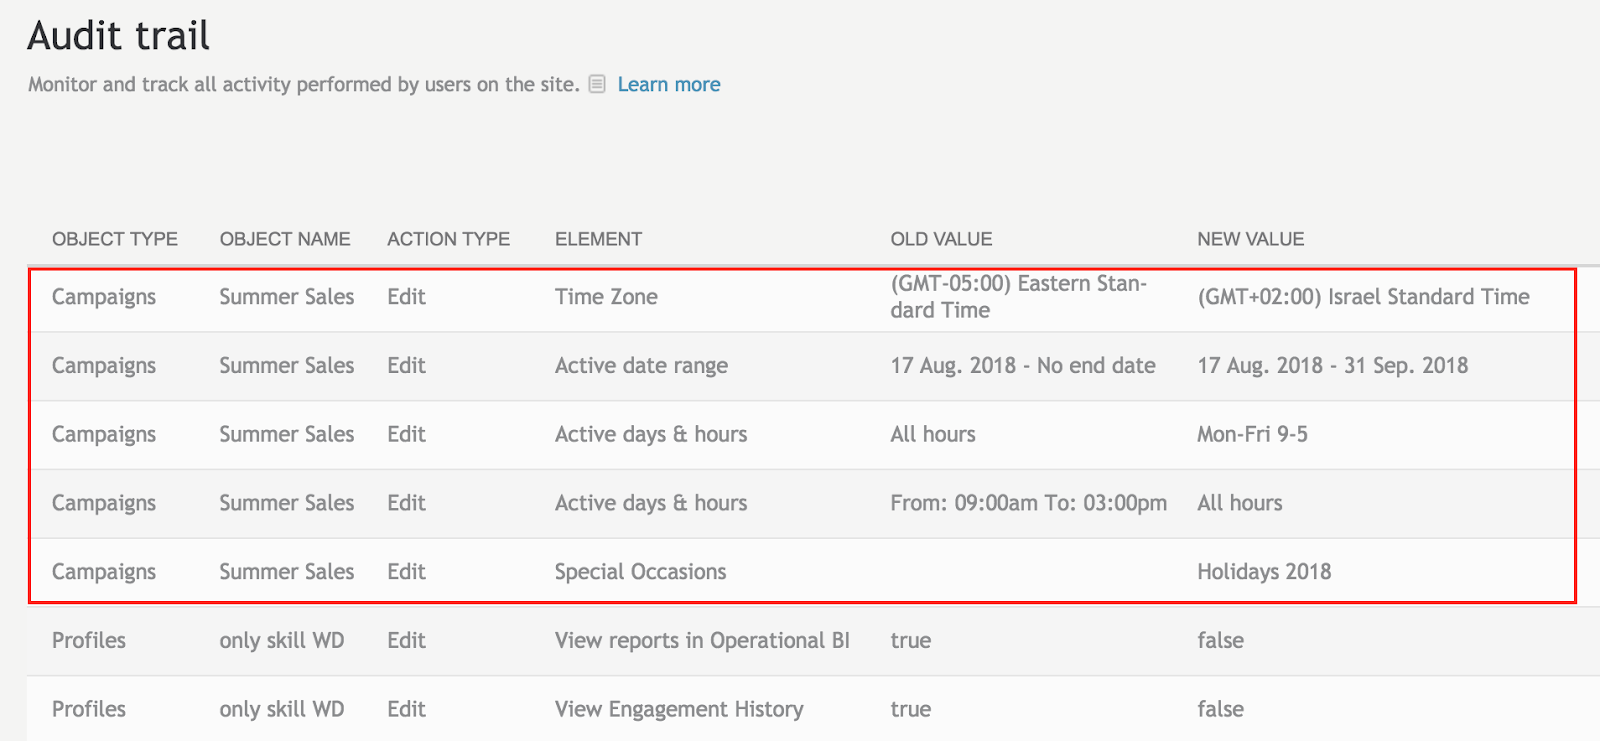 Audit trail
Monitor and track all activity performed by users on the site. Learn more
OBJECT TYPE OBJECT NAME ACTION TYPE ELEMENT OLD VALUE NEW VALUE
Campaigns Summer Sales Edit Time Zone (GMT-05:00) Eastern Stan-
dard Time (GMT+02:00) Israel Standard Time
Campaigns Summer Sales Edit Active date range 17 Aug. 2018 - No end date 17 Aug. 2018 - 31 Sep. 2018
Campaigns Summer Sales Edit Active days & hours All hours Mon-Fri 9-5
Campaigns Summer Sales Edit Active days & hours From: 09:00am To: 03:00pm All hours
Campaigns Summer Sales Edit Special Occasions Holidays 2018
Profiles only skill WD Edit View reports in Operational BI true false
Profiles only skill WD Edit View Engagement History true false